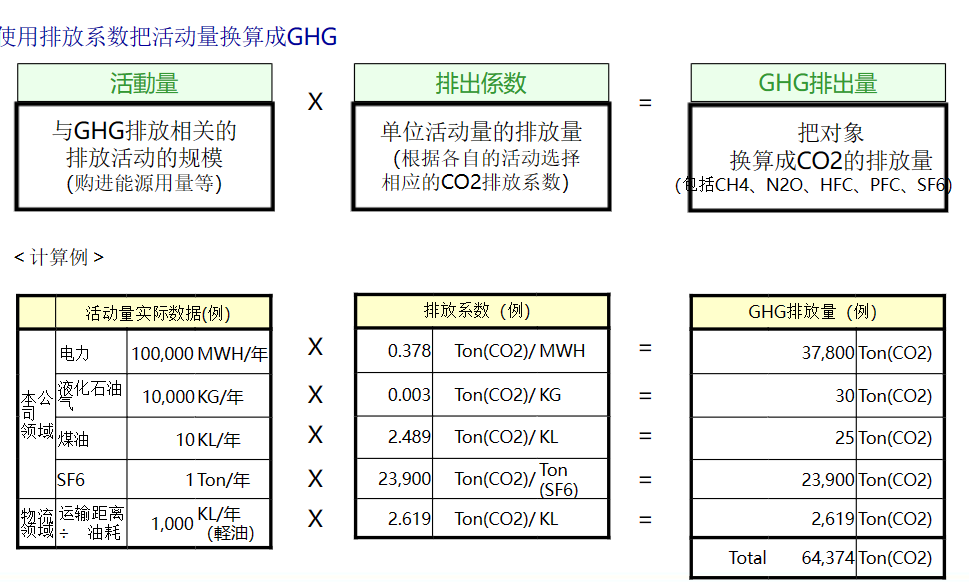 使用排放系数把活动量换算成GHG
活動量 X 排出係数 = GHG排出量
与GHG排放相关的
排放活动的规模
(购进能源用量等)
单位活动量的排放量
(根据各自的活动选择
相应的CO2排放系数)
把对象
换算成CO2的排放量
(包括CH4、N2O、HFC、PFC、SF6)
<计算例>
活动量实际数据(例) 排放系数 (例) GHG排放量 (例)
本公司领域
电力 100,000 MWH/年 X 0.378 Ton(CO2)/ MWH = 37,800 Ton(CO2)
液化石油气 10,000 KG/年 X 0.003 Ton(CO2)/ KG = 30 Ton(CO2)
煤油 10 KL/年 X 2.489 Ton(CO2)/ KL = 25 Ton(CO2)
SF6 1 Ton/年 X 23,900 Ton(CO2)/ Ton (SF6) = 23,900 Ton(CO2)
物流领域 运输距离÷ 油耗 1,000 KL/年 (軽油) X 2.619 Ton(CO2)/ KL = 2,619 Ton(CO2)
Total 64,374 Ton(CO2)